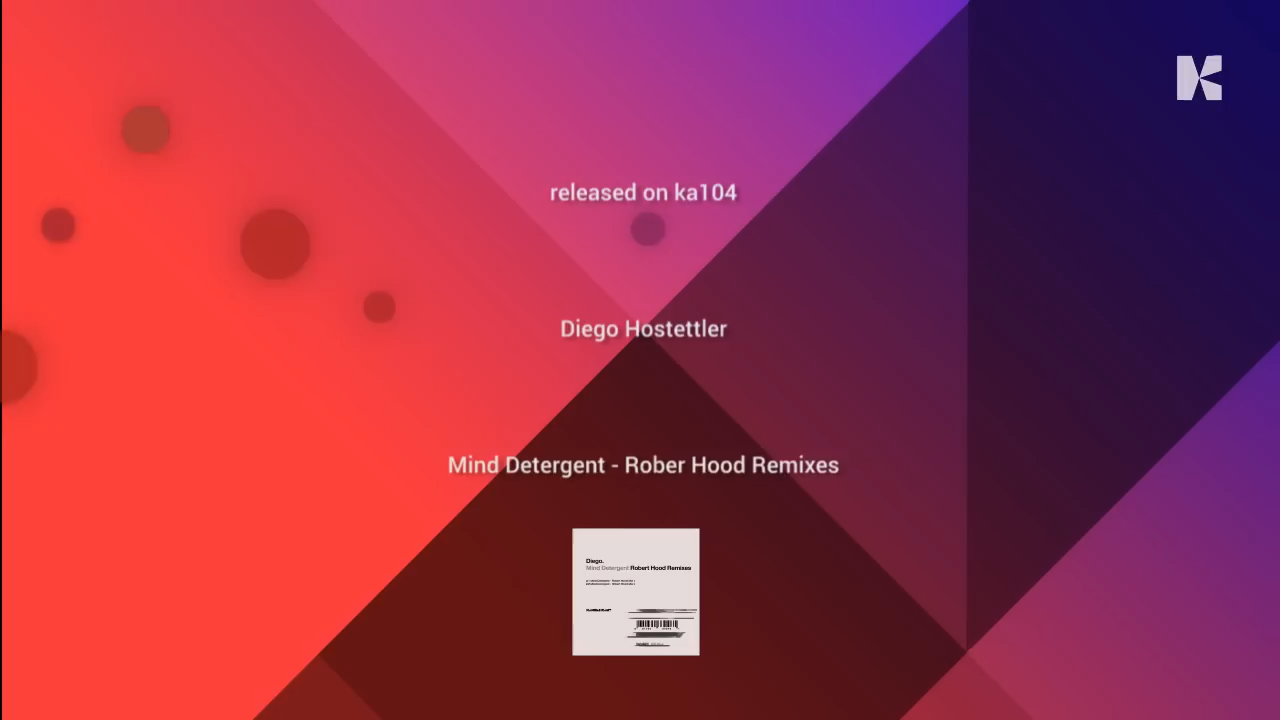 K
released on ka104
Diego Hostettler
Mind Detergent - Rober Hood Remixes
Diego.
Mind Detergent Robert Hood Remixes